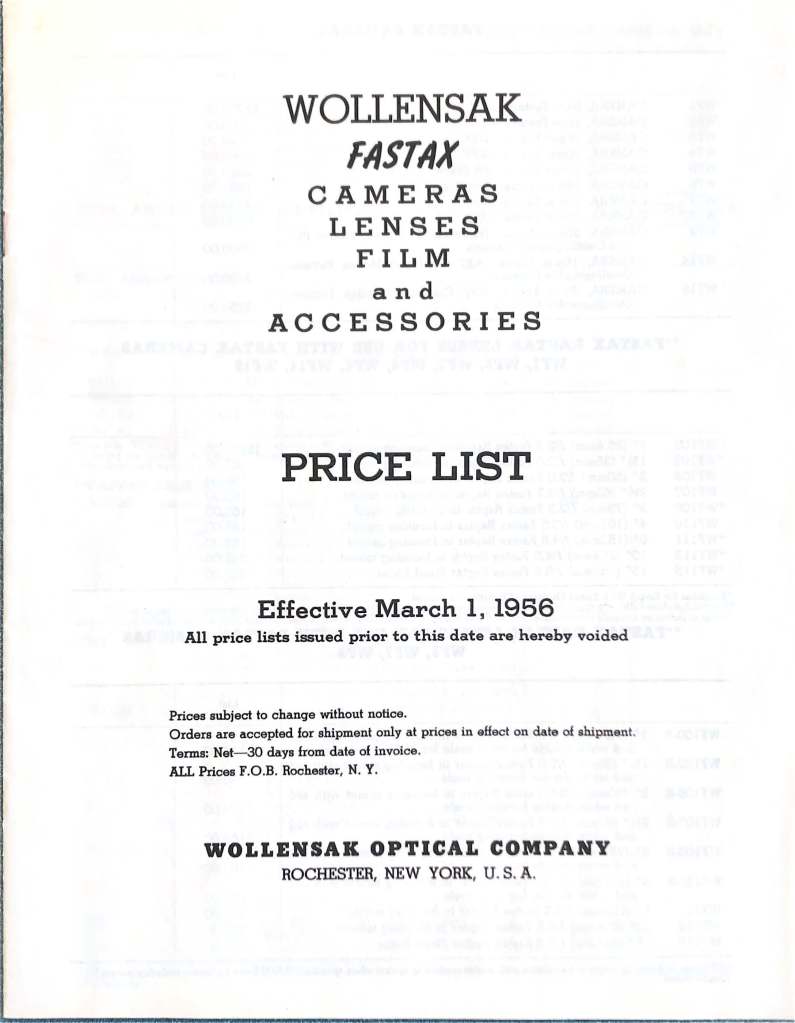 WOLLENSAK
FASTAX
CAMERAS
LENSES
FILM
and
ACCESSORIES
PRICE LIST
Effective March 1, 1956
All price lists issued prior to this date are hereby voided
Prices subject to change without notice.
Orders are accepted for shipment only at prices in effect on date of shipment.
Terms: Net—30 days from date of invoice.
ALL Prices F.O.B. Rochester, N. Y.
WOLLENSAK OPTICAL COMPANY
ROCHESTER, NEW YORK, U. S. A.